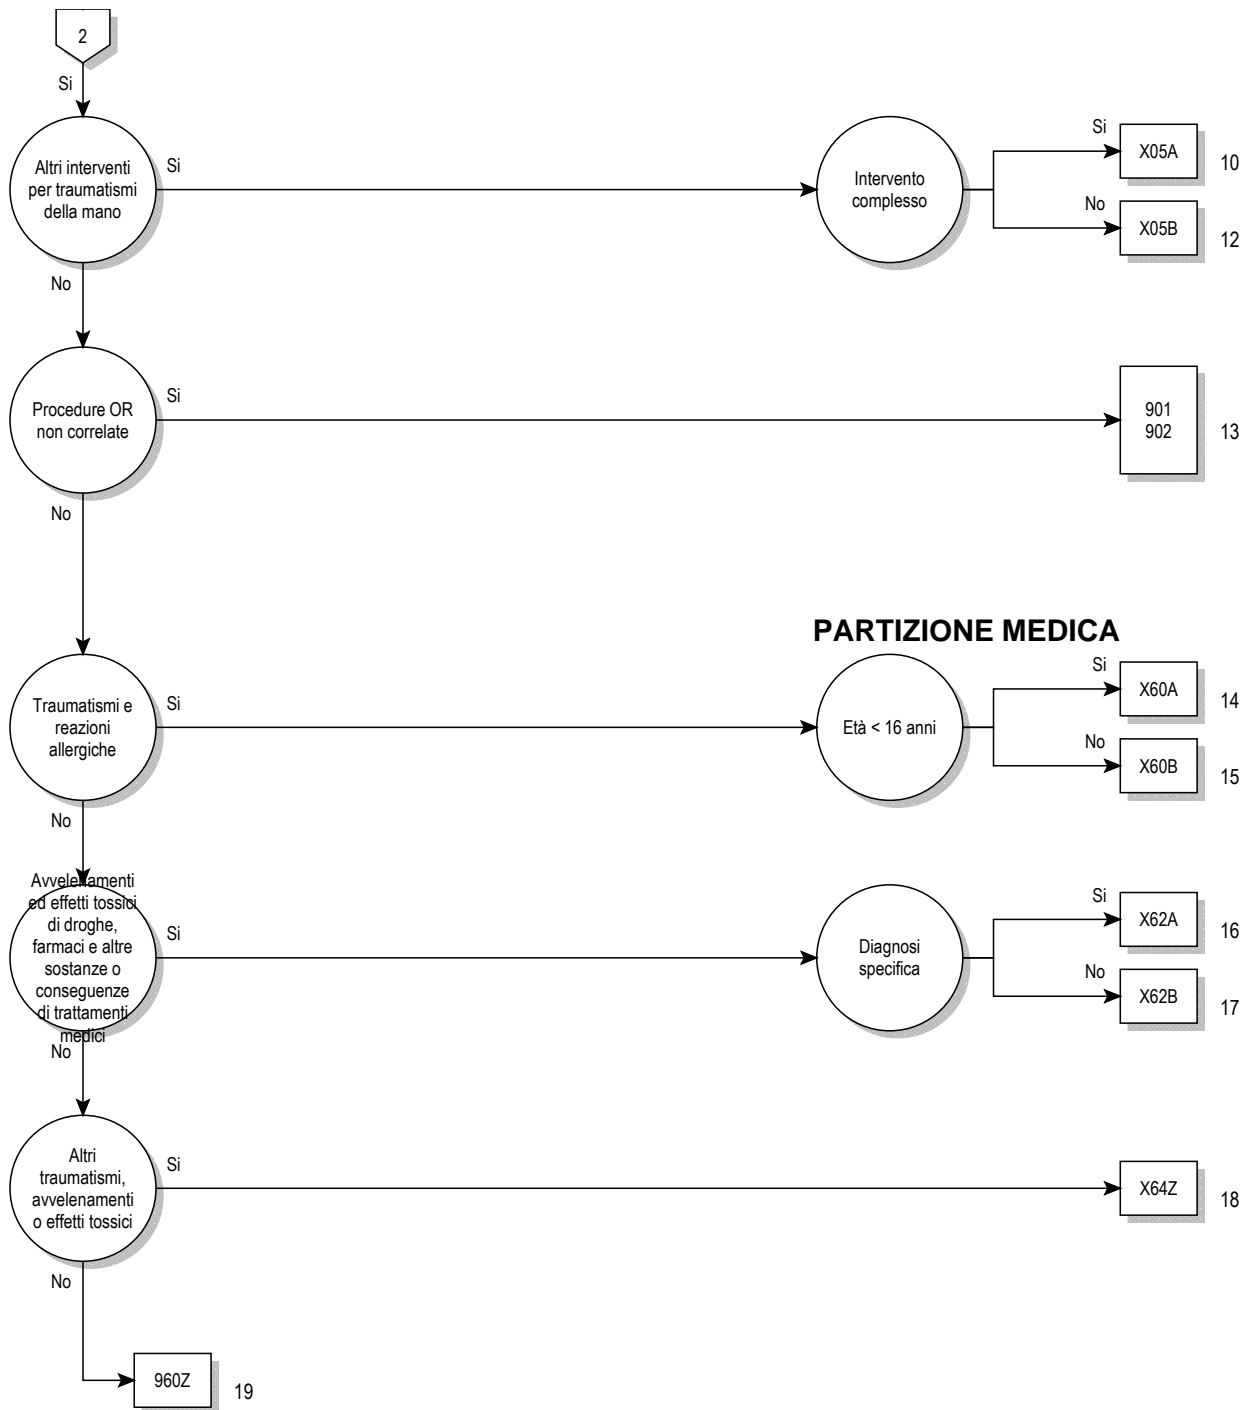 2
Si
Altri interventi
per traumatismi
della mano
Si
Intervento
complesso
Si
X05A
10
No
X05B
12
No
Procedure OR
non correlate
Si
901
902
13
No
PARTIZIONE MEDICA
Traumatismi e
reazioni
allergiche
Si
Età < 16 anni
Si
X60A
14
No
X60B
15
No
Avvelenamenti
ed effetti tossici
di droghe,
farmaci e altre
sostanze o
conseguenze
di trattamenti
medici
Si
Diagnosi
specifica
Si
X62A
16
No
X62B
17
No
Altri
traumatismi,
avvelenamenti
o effetti tossici
Si
X64Z
18
No
960Z
19